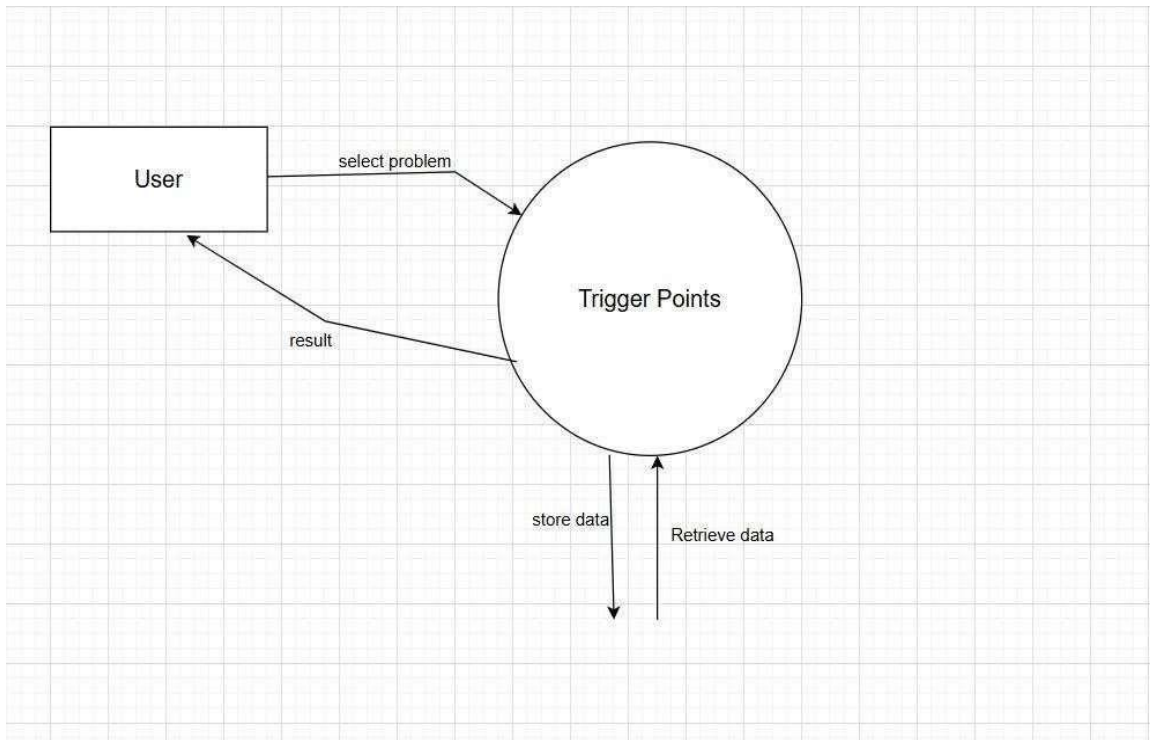 select problem
User
Trigger Points
result
store data
Retrieve data